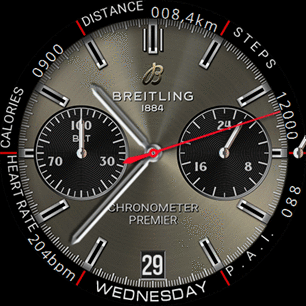 DISTANCE 008.4km
STEPS 12000
CALORIES 0900
BREITLING
1884
100
BAT
70
30
24
16
8
HEART RATE 204bpm
CHRONOMETER
PREMIER
P.A.I. 088
29
WEDNESDAY